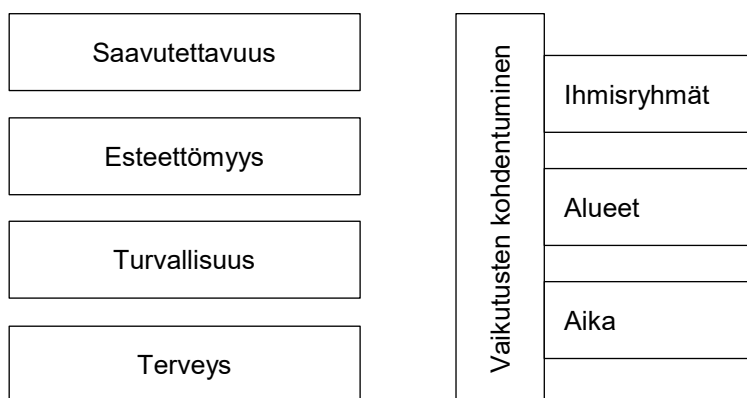 Saavutettavuus
Esteettömyys
Turvallisuus
Terveys
Vaikutusten kohdentuminen
Ihmisryhmät
Alueet
Aika